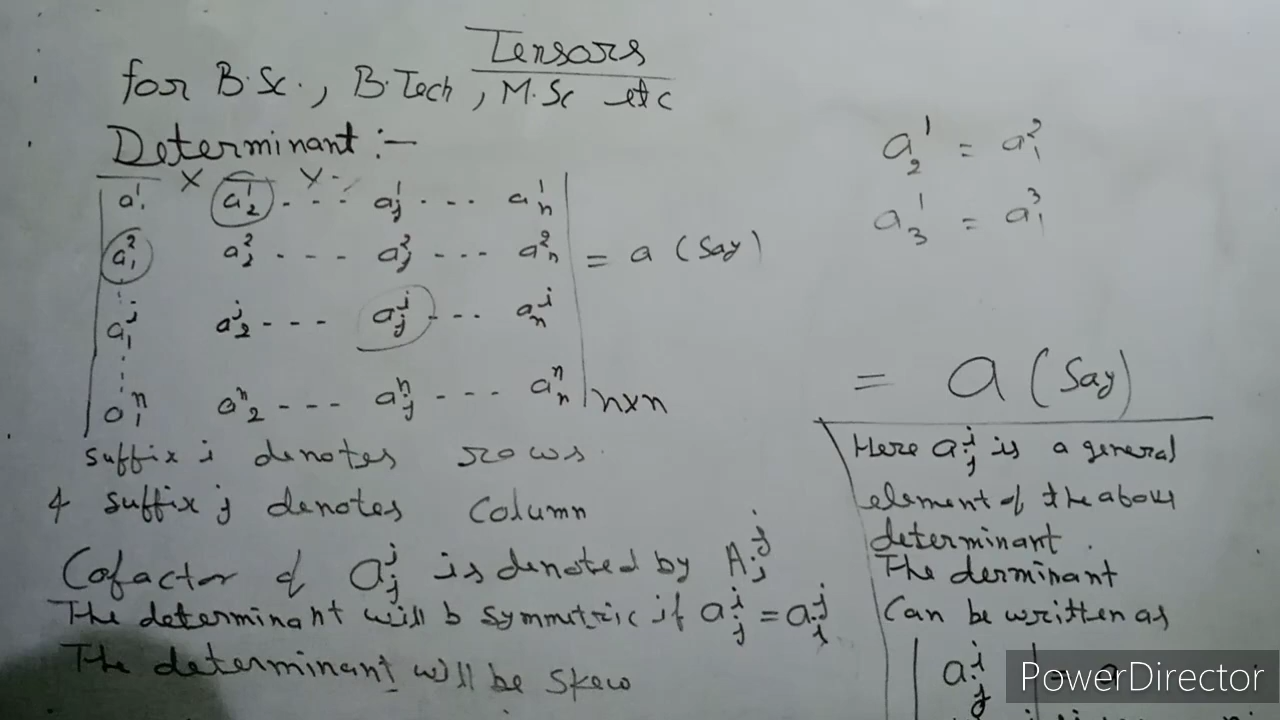 Tensors
for B.Sc., B.Tech, M.Sc etc
Determinant :-
a¹₁ a¹₂ . - - - a¹ⱼ . - - - a¹ₙ
a²₁ a²₂ - - - - a²ⱼ - - - a²ₙ = a (Say)
aⁱ₁ aⁱ₂ - - - - aⁱⱼ - - - aⁱₙ
aⁿ₁ aⁿ₂ - - - - aⁿⱼ - - - - aⁿₙ n×n
suffix i denotes rows.
& suffix j denotes Column
Cofactor of aⁱⱼ is denoted by
The determinant will b symmetric if aⁱⱼ = aʲᵢ
The determinant will be skew
a¹₂ = a²₁
a¹₃ = a³₁
= a (Say)
Here aⁱⱼ is a general
element of the above
determinant.
The derminant
Can be written as
|aⁱⱼ| = a
PowerDirector